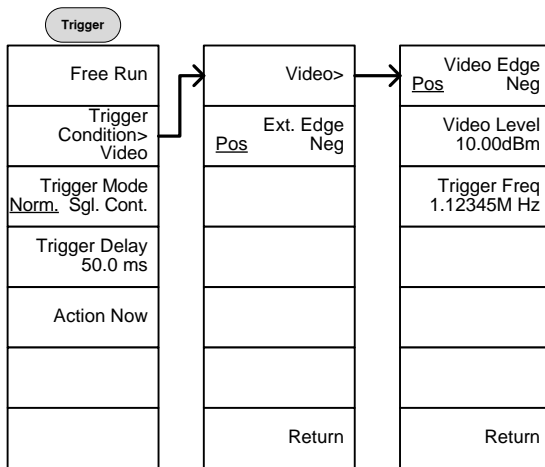 Trigger
Free Run
Trigger
Condition>
Video
Trigger Mode
Norm. Sgl. Cont.
Trigger Delay
50.0 ms
Action Now
Video>
Ext. Edge
Pos Neg
Return
Video Edge
Pos Neg
Video Level
10.00dBm
Trigger Freq
1.12345M Hz
Return